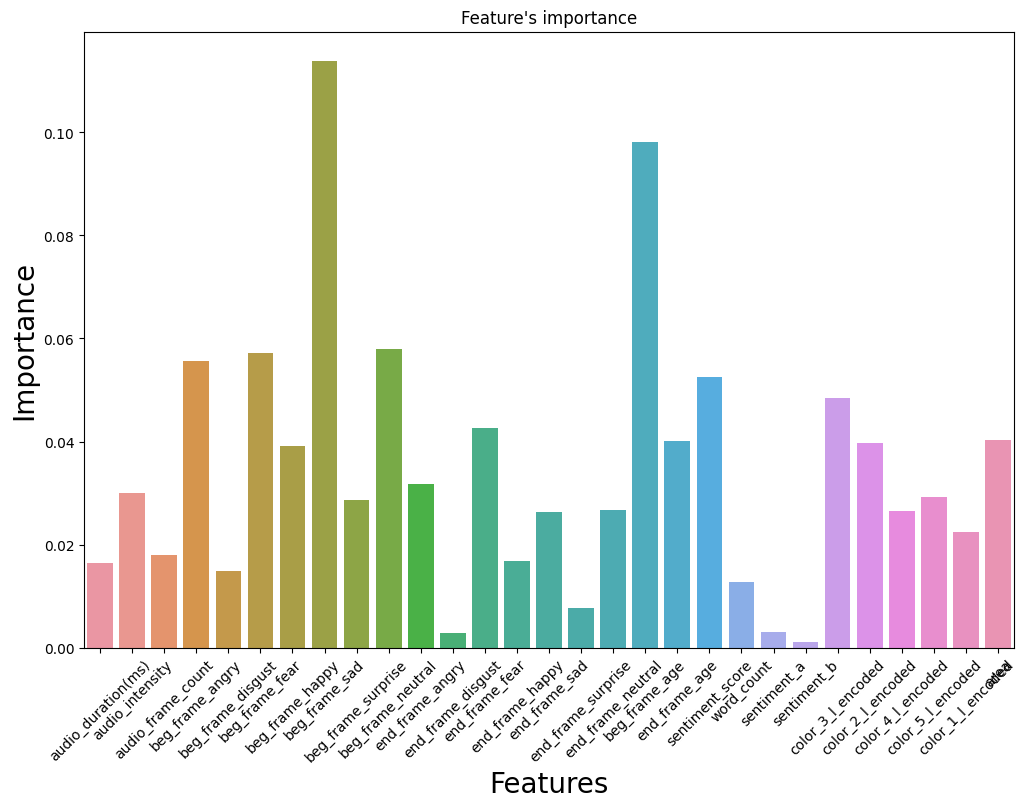 Feature's importance
Importance
0.10
0.08
0.06
0.04
0.02
0.00
audio_duration(ms)
audio_intensity
audio_frame_count
beg_frame_angry
beg_frame_disgust
beg_frame_fear
beg_frame_happy
beg_frame_sad
beg_frame_surprise
beg_frame_neutral
end_frame_angry
end_frame_disgust
end_frame_fear
end_frame_happy
end_frame_sad
end_frame_surprise
end_frame_neutral
beg_frame_age
end_frame_age
sentiment_score
word_count
sentiment_a
sentiment_b
color_3_l_encoded
color_2_l_encoded
color_4_l_encoded
color_5_l_encoded
color_1_l_encoded
Features